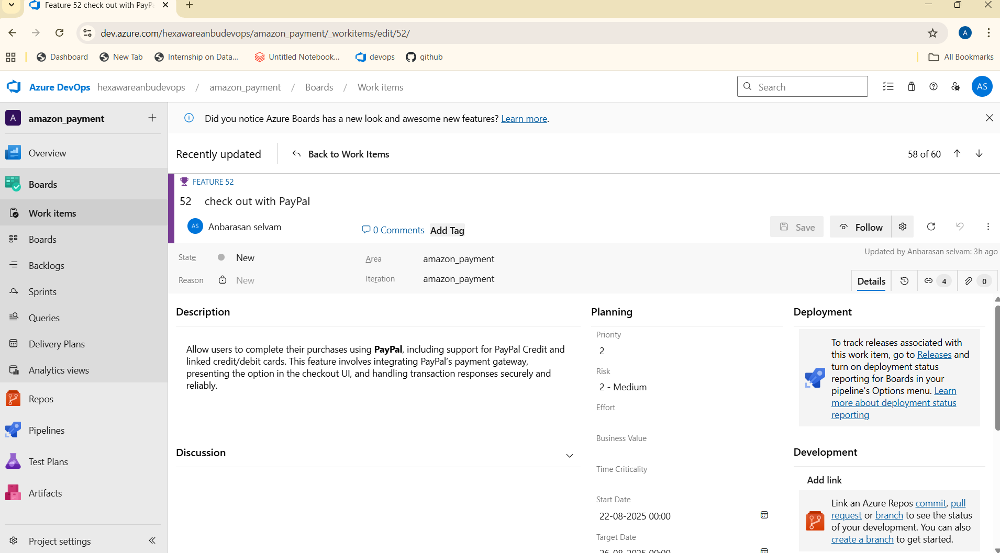 Feature 52 check out with PayPa
dev.azure.com/hexawareanbudevops/amazon_payment/_workitems/edit/52/
A
Dashboard
New Tab
Internship on Data...
Untitled Notebook...
devops
github
All Bookmarks
Azure DevOps
hexawareanbudevops / amazon_payment / Boards / Work items
Search
AS
A
amazon_payment
Overview
Boards
Work items
Boards
Backlogs
Sprints
Queries
Delivery Plans
Analytics views
Repos
Pipelines
Test Plans
Artifacts
Project settings
Did you notice Azure Boards has a new look and awesome new features? Learn more.
Recently updated
Back to Work Items
58 of 60
FEATURE 52
52 check out with PayPal
AS
Anbarasan selvam
0 Comments
Add Tag
Save
Follow
State
New
Area
amazon_payment
Updated by Anbarasan selvam: 3h ago
Reason
New
Iteration
amazon_payment
Details
4
0
Description
Allow users to complete their purchases using PayPal, including support for PayPal Credit and
linked credit/debit cards. This feature involves integrating PayPal's payment gateway,
presenting the option in the checkout UI, and handling transaction responses securely and
reliably.
Discussion
Planning
Priority
2
Risk
2 - Medium
Effort
Business Value
Time Criticality
Start Date
22-08-2025 00:00
Target Date
26-08-2025 00:00
Deployment
To track releases associated with
this work item, go to Releases and
turn on deployment status
reporting for Boards in your
pipeline's Options menu. Learn
more about deployment status
reporting
Development
Add link
Link an Azure Repos commit, pull
request or branch to see the status
of your development. You can also
create a branch to get started.